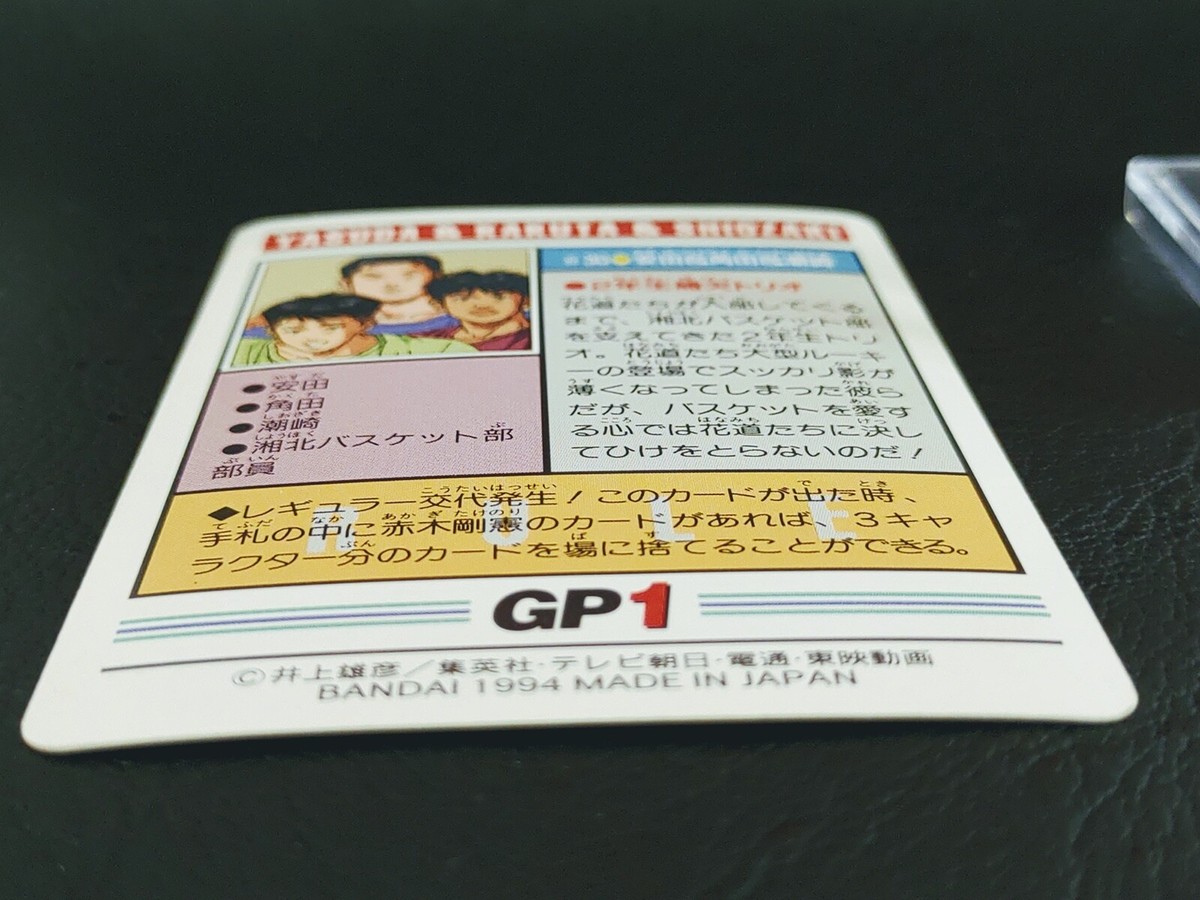 YASUDA & KAKUTA & SHIOZAKI
●2年生トリオ
花道たちが入部してくる
まで、湘北バスケット部
を支えてきた2年生トリ
オ。花道たち大型ルーキ
ーの登場でスッカリ影が
薄くなってしまった彼ら
だが、バスケットを愛す
る心では花道たちに決し
てひけをとらないのだ!
●安田
●角田
●潮崎
●湘北バスケット部
部員
RULE
◆レギュラー交代発生!このカードが出た時、
手札の中に赤木剛憲のカードがあれば、3キャ
ラクター分のカードを場に捨てることができる。
GP1
©井上雄彦/集英社・テレビ朝日・電通・東映動画
BANDAI 1994 MADE IN JAPAN